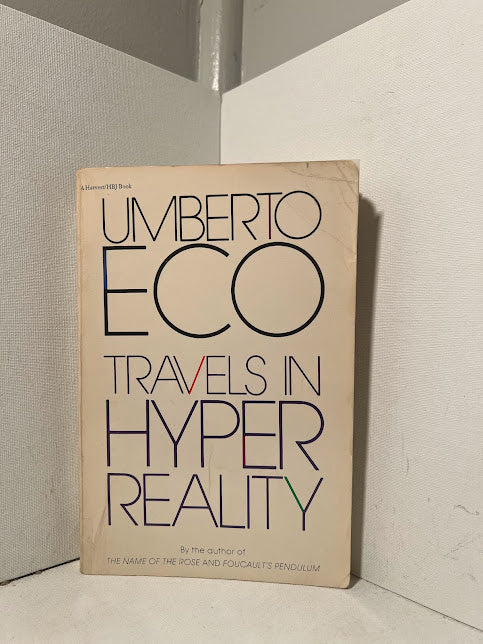 A Harvest/HBJ Book
UMBERTO
ECO
TRAVELS IN
HYPER
REALITY
By the author of
THE NAME OF THE ROSE AND FOUCAULT'S PENDULUM